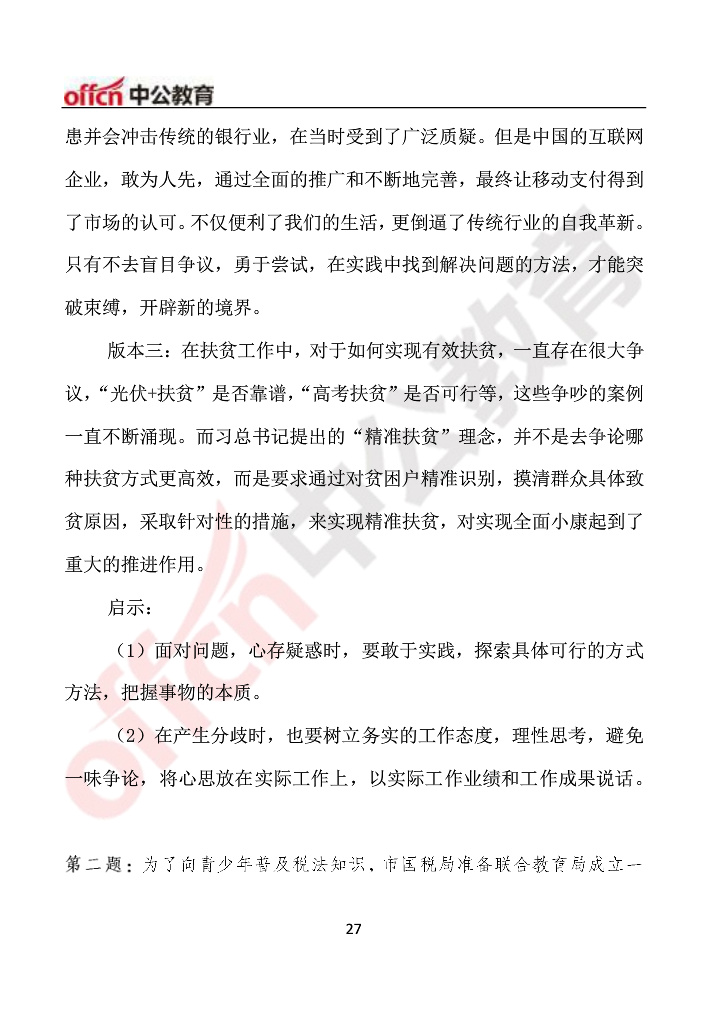 offcn 中公教育
患并会冲击传统的银行业，在当时受到了广泛质疑。但是中国的互联网
企业，敢为人先，通过全面的推广和不断地完善，最终让移动支付得到
了市场的认可。不仅便利了我们的生活，更倒逼了传统行业的自我革新。
只有不去盲目争议，勇于尝试，在实践中找到解决问题的方法，才能突
破束缚，开辟新的境界。
版本三：在扶贫工作中，对于如何实现有效扶贫，一直存在很大争
议，“光伏+扶贫”是否靠谱，“高考扶贫”是否可行等，这些争吵的案例
一直不断涌现。而习总书记提出的“精准扶贫”理念，并不是去争论哪
种扶贫方式更高效，而是要求通过对贫困户精准识别，摸清群众具体致
贫原因，采取针对性的措施，来实现精准扶贫，对实现全面小康起到了
重大的推进作用。
启示：
（1）面对问题，心存疑惑时，要敢于实践，探索具体可行的方式
方法，把握事物的本质。
（2）在产生分歧时，也要树立务实的工作态度，理性思考，避免
一味争论，将心思放在实际工作上，以实际工作业绩和工作成果说话。
第二题：为了向青少年普及税法知识，市国税局准备联合教育局成立一
27
offcn 中公教育